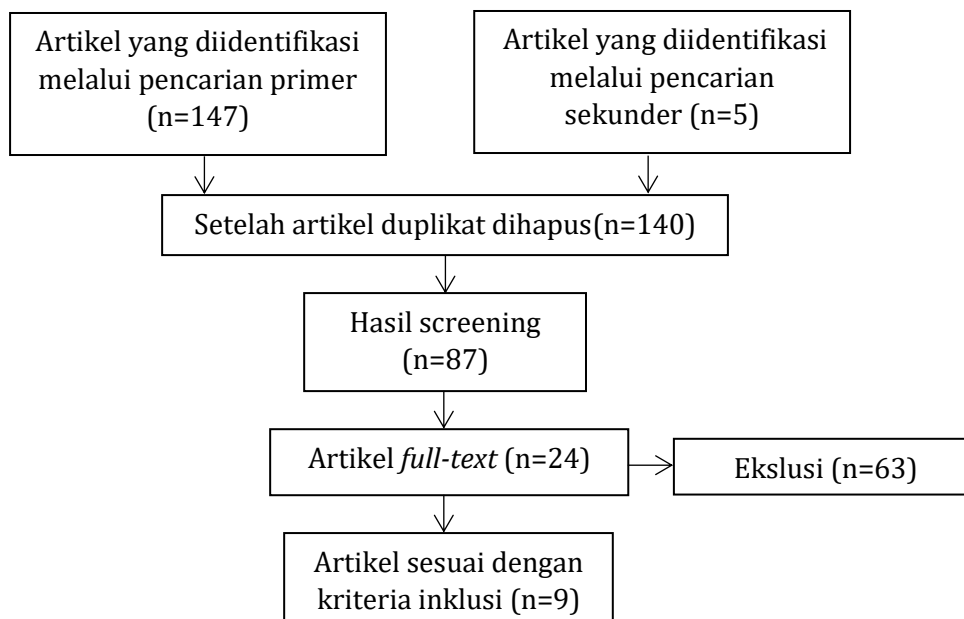 Artikel yang diidentifikasi
melalui pencarian primer
(n=147)
Artikel yang diidentifikasi
melalui pencarian
sekunder (n=5)
Setelah artikel duplikat dihapus(n=140)
Hasil screening
(n=87)
Artikel full-text (n=24)
Ekslusi (n=63)
Artikel sesuai dengan
kriteria inklusi (n=9)